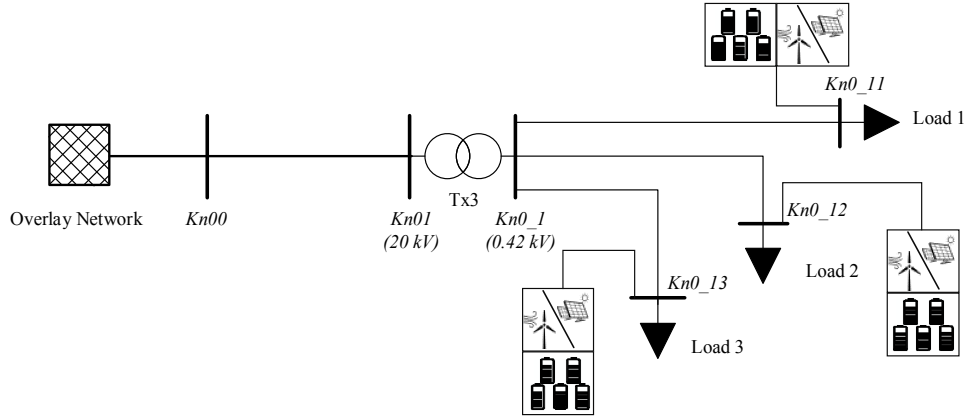 Kn0_11
Load 1
Tx3
Overlay Network
Kn00
Kn01
(20 kV)
Kn0_1
(0.42 kV)
Kn0_12
Load 2
Kn0_13
Load 3